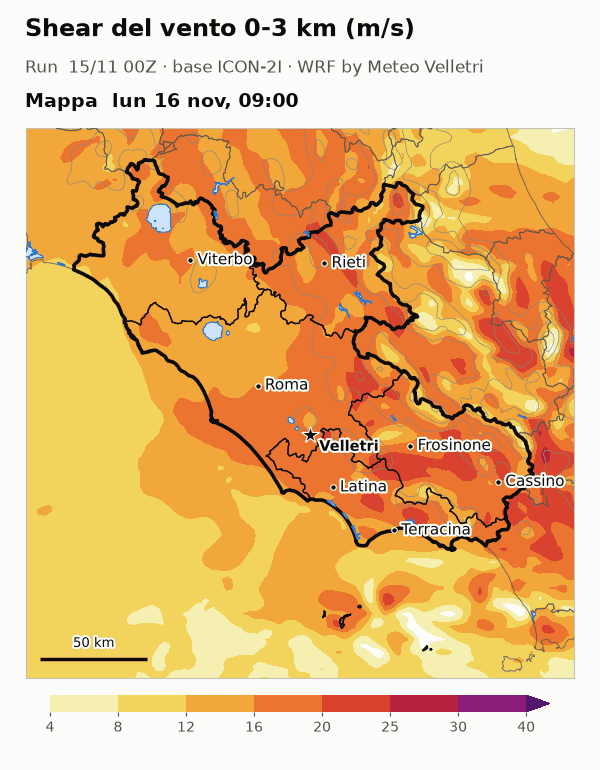 Shear del vento 0-3 km (m/s)
Run  15/11 00Z · base ICON-2I · WRF by Meteo Velletri
Mappa  lun 16 nov, 09:00
Viterbo
Rieti
Roma
Velletri
Frosinone
Cassino
Latina
Terracina
50 km
4 8 12 16 20 25 30 40